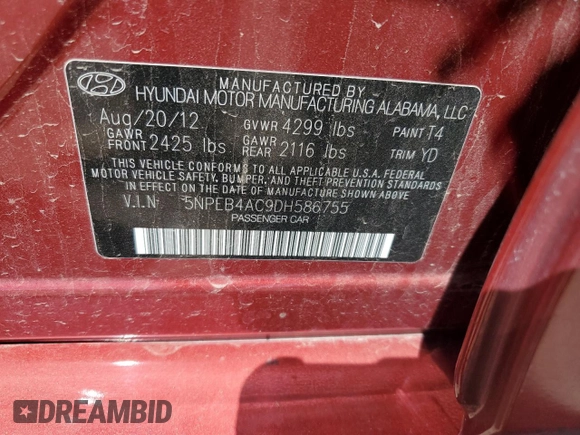 MANUFACTURED BY
HYUNDAI MOTOR MANUFACTURING ALABAMA, LLC
Aug/20/12 GVWR 4299 lbs PAINT T4
GAWR FRONT 2425 lbs GAWR REAR 2116 lbs TRIM YD
THIS VEHICLE CONFORMS TO ALL APPLICABLE U.S.A. FEDERAL
MOTOR VEHICLE SAFETY, BUMPER, AND THEFT PREVENTION STANDARDS
IN EFFECT ON THE DATE OF MANUFACTURE SHOWN ABOVE.
V.I.N 5NPEB4AC9DH586755
PASSENGER CAR
DREAMBID